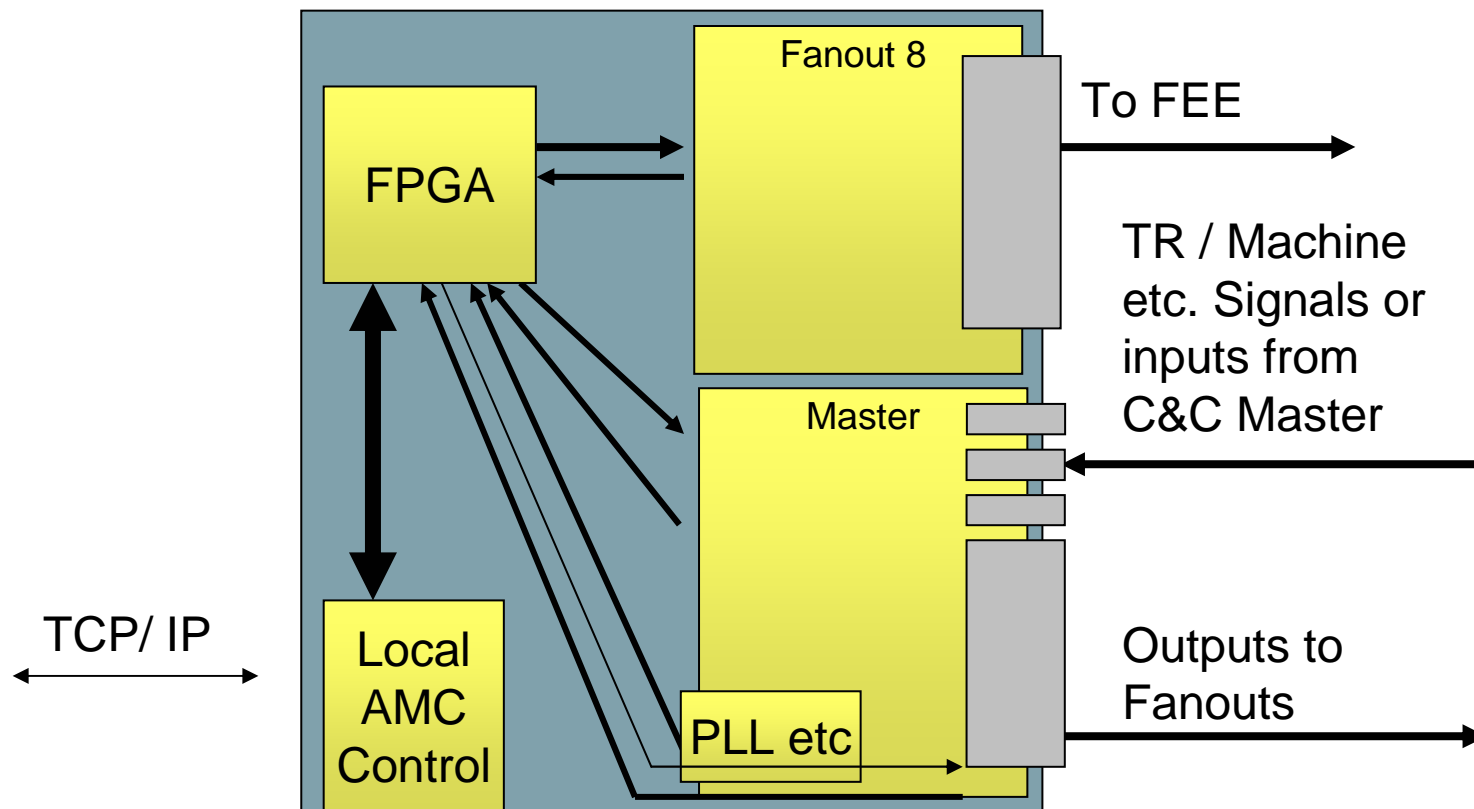 Fanout 8
To FEE
FPGA
TR / Machine
etc. Signals or
inputs from
C&C Master
Master
TCP/ IP
Local
AMC
Control
PLL etc
Outputs to
Fanouts